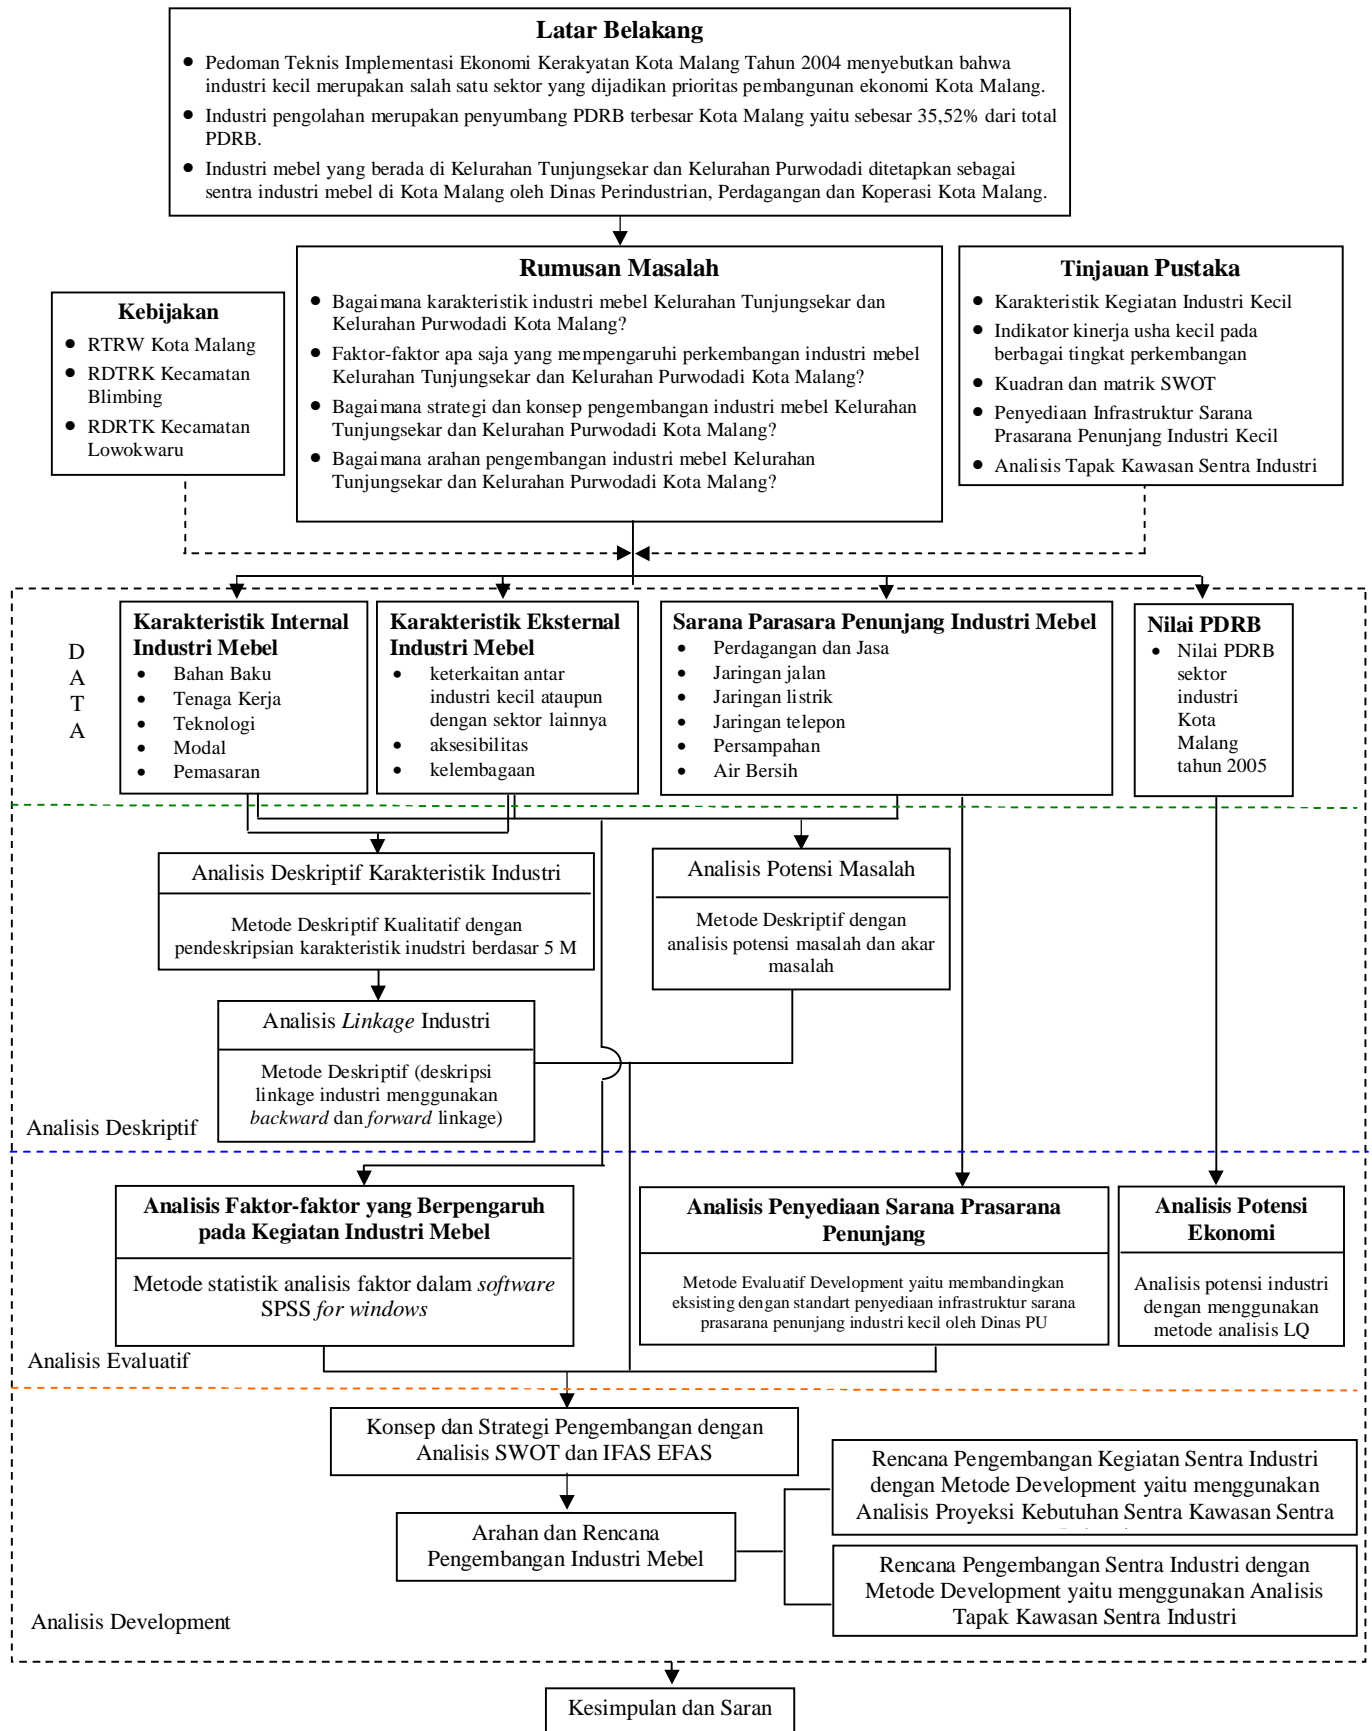 Latar Belakang
● Pedoman Teknis Implementasi Ekonomi Kerakyatan Kota Malang Tahun 2004 menyebutkan bahwa
industri kecil merupakan salah satu sektor yang dijadikan prioritas pembangunan ekonomi Kota Malang.
● Industri pengolahan merupakan penyumbang PDRB terbesar Kota Malang yaitu sebesar 35,52% dari total
PDRB.
● Industri mebel yang berada di Kelurahan Tunjungsekar dan Kelurahan Purwodadi ditetapkan sebagai
sentra industri mebel di Kota Malang oleh Dinas Perindustrian, Perdagangan dan Koperasi Kota Malang.
Kebijakan
● RTRW Kota Malang
● RDTRK Kecamatan
Blimbing
● RDRTK Kecamatan
Lowokwaru
Rumusan Masalah
● Bagaimana karakteristik industri mebel Kelurahan Tunjungsekar dan
Kelurahan Purwodadi Kota Malang?
● Faktor-faktor apa saja yang mempengaruhi perkembangan industri mebel
Kelurahan Tunjungsekar dan Kelurahan Purwodadi Kota Malang?
● Bagaimana strategi dan konsep pengembangan industri mebel Kelurahan
Tunjungsekar dan Kelurahan Purwodadi Kota Malang?
● Bagaimana arahan pengembangan industri mebel Kelurahan
Tunjungsekar dan Kelurahan Purwodadi Kota Malang?
Tinjauan Pustaka
● Karakteristik Kegiatan Industri Kecil
● Indikator kinerja usha kecil pada
berbagai tingkat perkembangan
● Kuadran dan matrik SWOT
● Penyediaan Infrastruktur Sarana
Prasarana Penunjang Industri Kecil
● Analisis Tapak Kawasan Sentra Industri
D
A
T
A
Karakteristik Internal
Industri Mebel
● Bahan Baku
● Tenaga Kerja
● Teknologi
● Modal
● Pemasaran
Karakteristik Eksternal
Industri Mebel
● keterkaitan antar
industri kecil ataupun
dengan sektor lainnya
● aksesibilitas
● kelembagaan
Sarana Parasara Penunjang Industri Mebel
● Perdagangan dan Jasa
● Jaringan jalan
● Jaringan listrik
● Jaringan telepon
● Persampahan
● Air Bersih
Nilai PDRB
● Nilai PDRB
sektor
industri
Kota
Malang
tahun 2005
Analisis Deskriptif Karakteristik Industri
Metode Deskriptif Kualitatif dengan
pendeskripsian karakteristik inudstri berdasar 5 M
Analisis Potensi Masalah
Metode Deskriptif dengan
analisis potensi masalah dan akar
masalah
Analisis Linkage Industri
Metode Deskriptif (deskripsi
linkage industri menggunakan
backward dan forward linkage)
Analisis Deskriptif
Analisis Faktor-faktor yang Berpengaruh
pada Kegiatan Industri Mebel
Metode statistik analisis faktor dalam software
SPSS for windows
Analisis Penyediaan Sarana Prasarana
Penunjang
Metode Evaluatif Development yaitu membandingkan
eksisting dengan standart penyediaan infrastruktur sarana
prasarana penunjang industri kecil oleh Dinas PU
Analisis Potensi
Ekonomi
Analisis potensi industri
dengan menggunakan
metode analisis LQ
Analisis Evaluatif
Konsep dan Strategi Pengembangan dengan
Analisis SWOT dan IFAS EFAS
Arahan dan Rencana
Pengembangan Industri Mebel
Rencana Pengembangan Kegiatan Sentra Industri
dengan Metode Development yaitu menggunakan
Analisis Proyeksi Kebutuhan Sentra Kawasan Sentra
Rencana Pengembangan Sentra Industri dengan
Metode Development yaitu menggunakan Analisis
Tapak Kawasan Sentra Industri
Analisis Development
Kesimpulan dan Saran